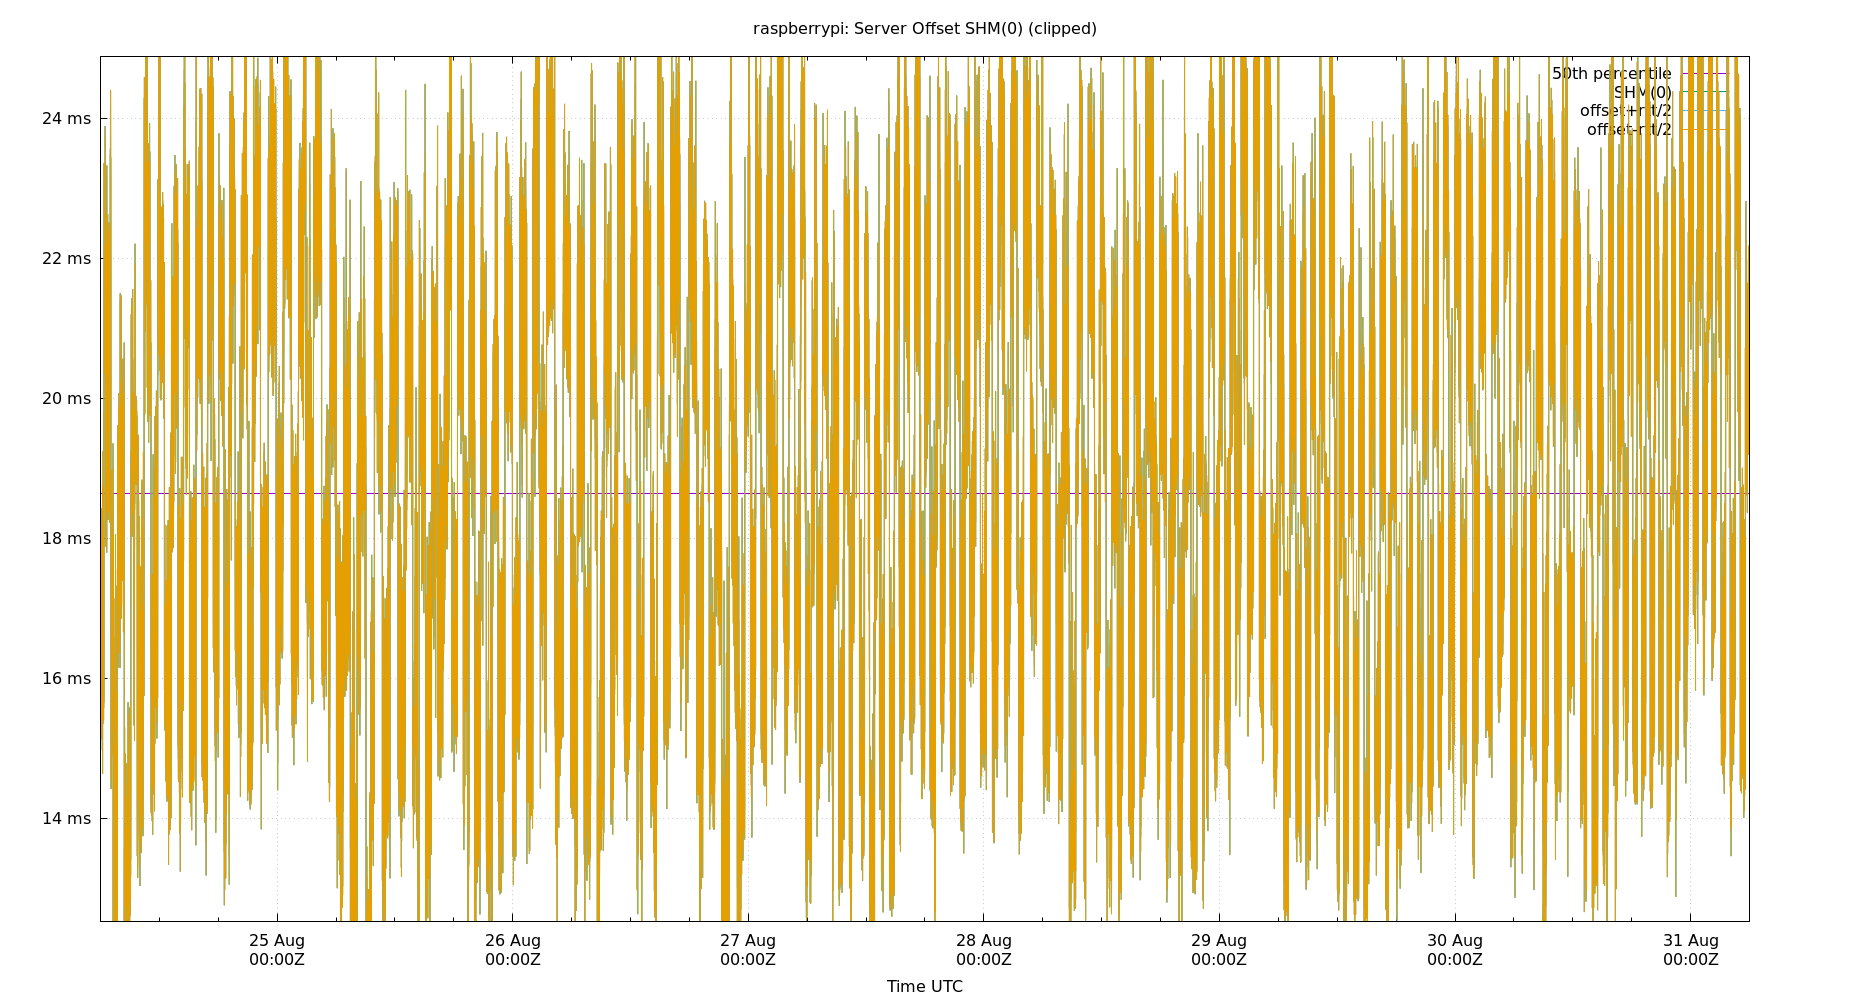 raspberrypi: Server Offset SHM(0) (clipped)
50th percentile
SHM(0)
offset+rtt/2
offset-rtt/2
24 ms
22 ms
20 ms
18 ms
16 ms
14 ms
25 Aug 26 Aug 27 Aug 28 Aug 29 Aug 30 Aug 31 Aug
00:00Z 00:00Z 00:00Z 00:00Z 00:00Z 00:00Z 00:00Z
Time UTC